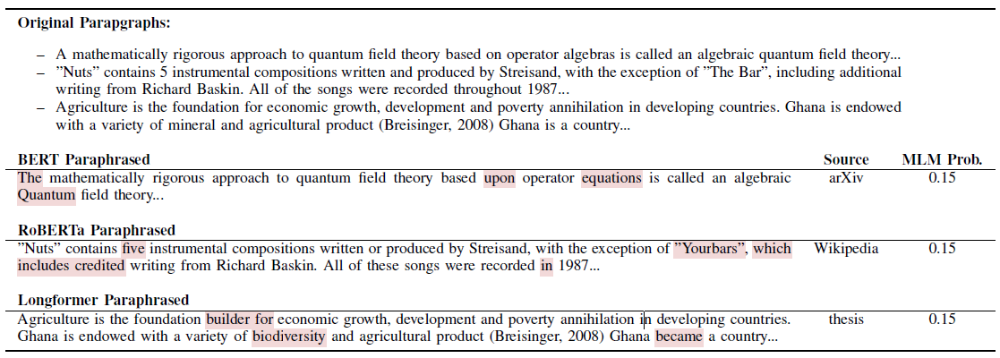 Original Parapgraphs:
– A mathematically rigorous approach to quantum field theory based on operator algebras is called an algebraic quantum field theory...
– ”Nuts” contains 5 instrumental compositions written and produced by Streisand, with the exception of ”The Bar”, including additional
writing from Richard Baskin. All of the songs were recorded throughout 1987...
– Agriculture is the foundation for economic growth, development and poverty annihilation in developing countries. Ghana is endowed
with a variety of mineral and agricultural product (Breisinger, 2008) Ghana is a country...
BERT Paraphrased Source MLM Prob.
The mathematically rigorous approach to quantum field theory based upon operator equations is called an algebraic arXiv 0.15
Quantum field theory...
RoBERTa Paraphrased
”Nuts” contains five instrumental compositions written or produced by Streisand, with the exception of ”Yourbars”, which Wikipedia 0.15
includes credited writing from Richard Baskin. All of these songs were recorded in 1987...
Longformer Paraphrased
Agriculture is the foundation builder for economic growth, development and poverty annihilation in developing countries. thesis 0.15
Ghana is endowed with a variety of biodiversity and agricultural product (Breisinger, 2008) Ghana became a country...